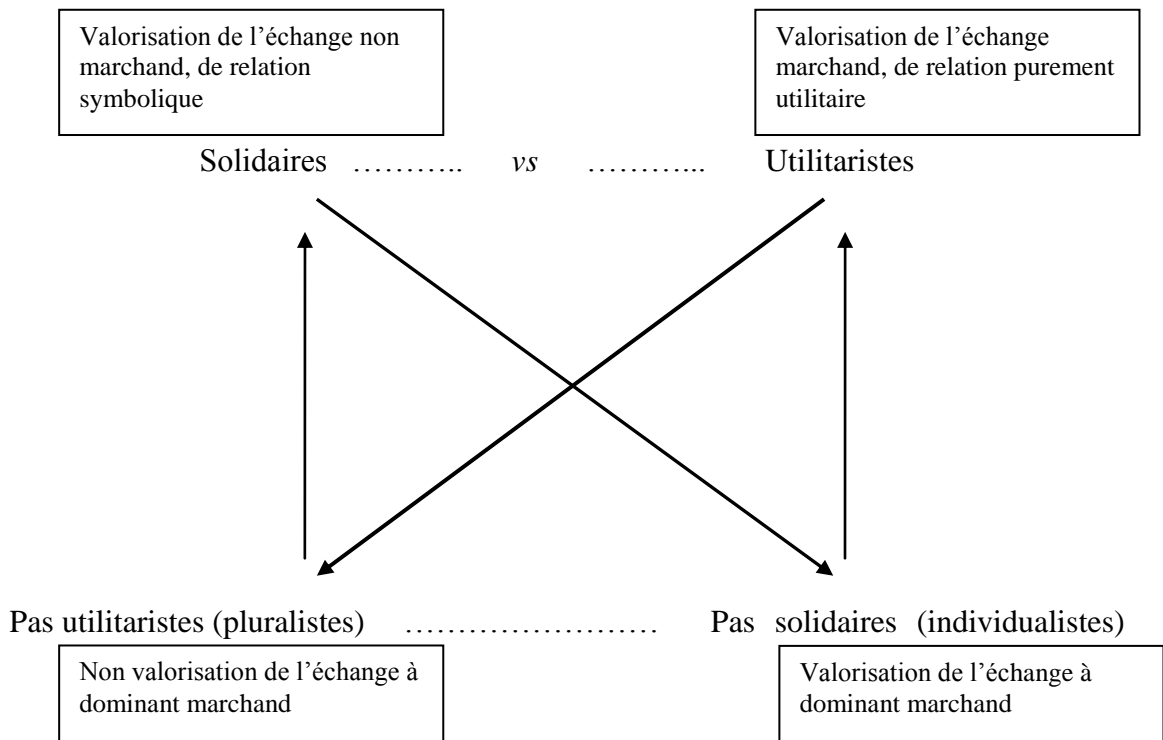 Valorisation de l’échange non
marchand, de relation
symbolique
Valorisation de l’échange
marchand, de relation purement
utilitaire
Solidaires ……….. vs ………... Utilitaristes
Pas utilitaristes (pluralistes) …………………… Pas solidaires (individualistes)
Non valorisation de l’échange à
dominant marchand
Valorisation de l’échange à
dominant marchand